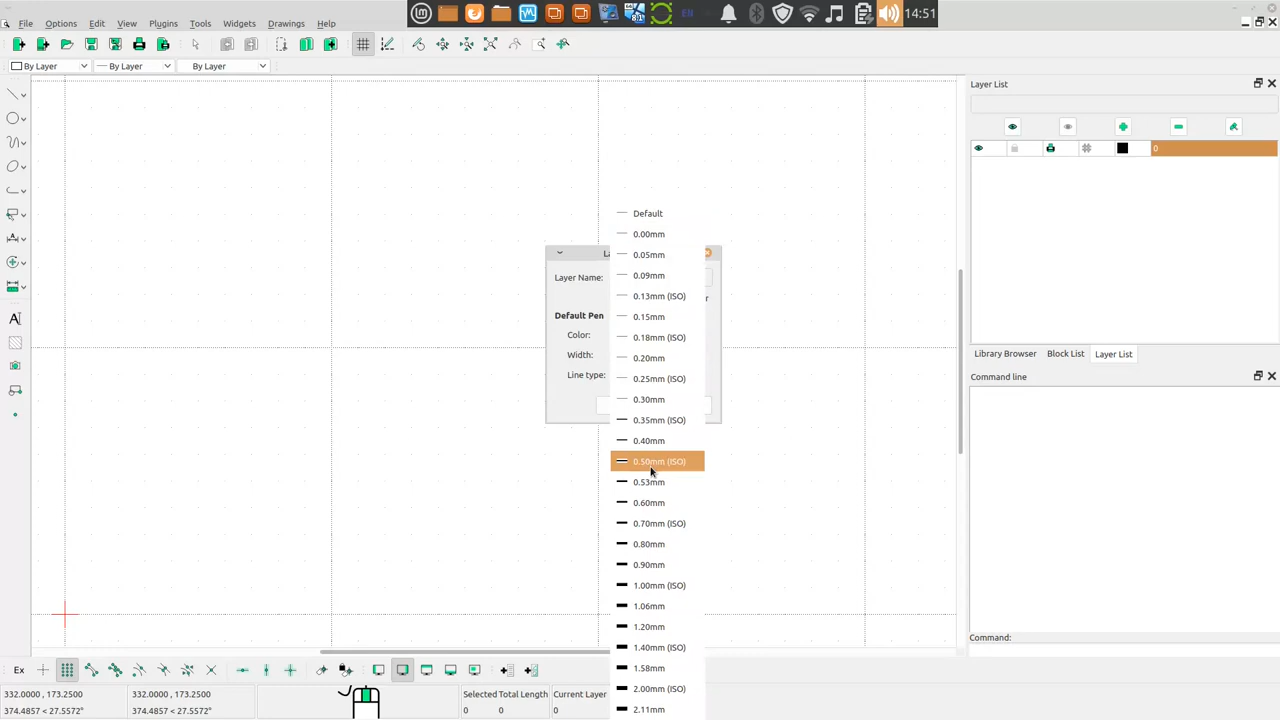 14:51
81
EN
File Options Edit View Plugins Tools Widgets Drawings Help
By Layer By Layer By Layer
Layer List
0
Library Browser Block List Layer List
Command line
Command:
Layer Name:
Default Pen
Color:
Width:
Line type:
Default
0.00mm
0.05mm
0.09mm
0.13mm (ISO)
0.15mm
0.18mm (ISO)
0.20mm
0.25mm (ISO)
0.30mm
0.35mm (ISO)
0.40mm
0.50mm (ISO)
0.53mm
0.60mm
0.70mm (ISO)
0.80mm
0.90mm
1.00mm (ISO)
1.06mm
1.20mm
1.40mm (ISO)
1.58mm
2.00mm (ISO)
2.11mm
Ex
332.0000 , 173.2500 332.0000 , 173.2500 Selected Total Length Current Layer
374.4857 < 27.5572° 374.4857 < 27.5572° 0 0 0